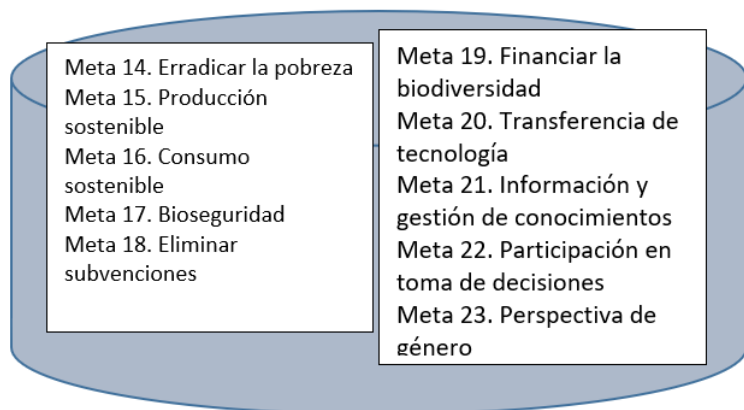 Meta 14. Erradicar la pobreza
Meta 15. Producción
sostenible
Meta 16. Consumo
sostenible
Meta 17. Bioseguridad
Meta 18. Eliminar
subvenciones
Meta 19. Financiar la
biodiversidad
Meta 20. Transferencia de
tecnología
Meta 21. Información y
gestión de conocimientos
Meta 22. Participación en
toma de decisiones
Meta 23. Perspectiva de
género